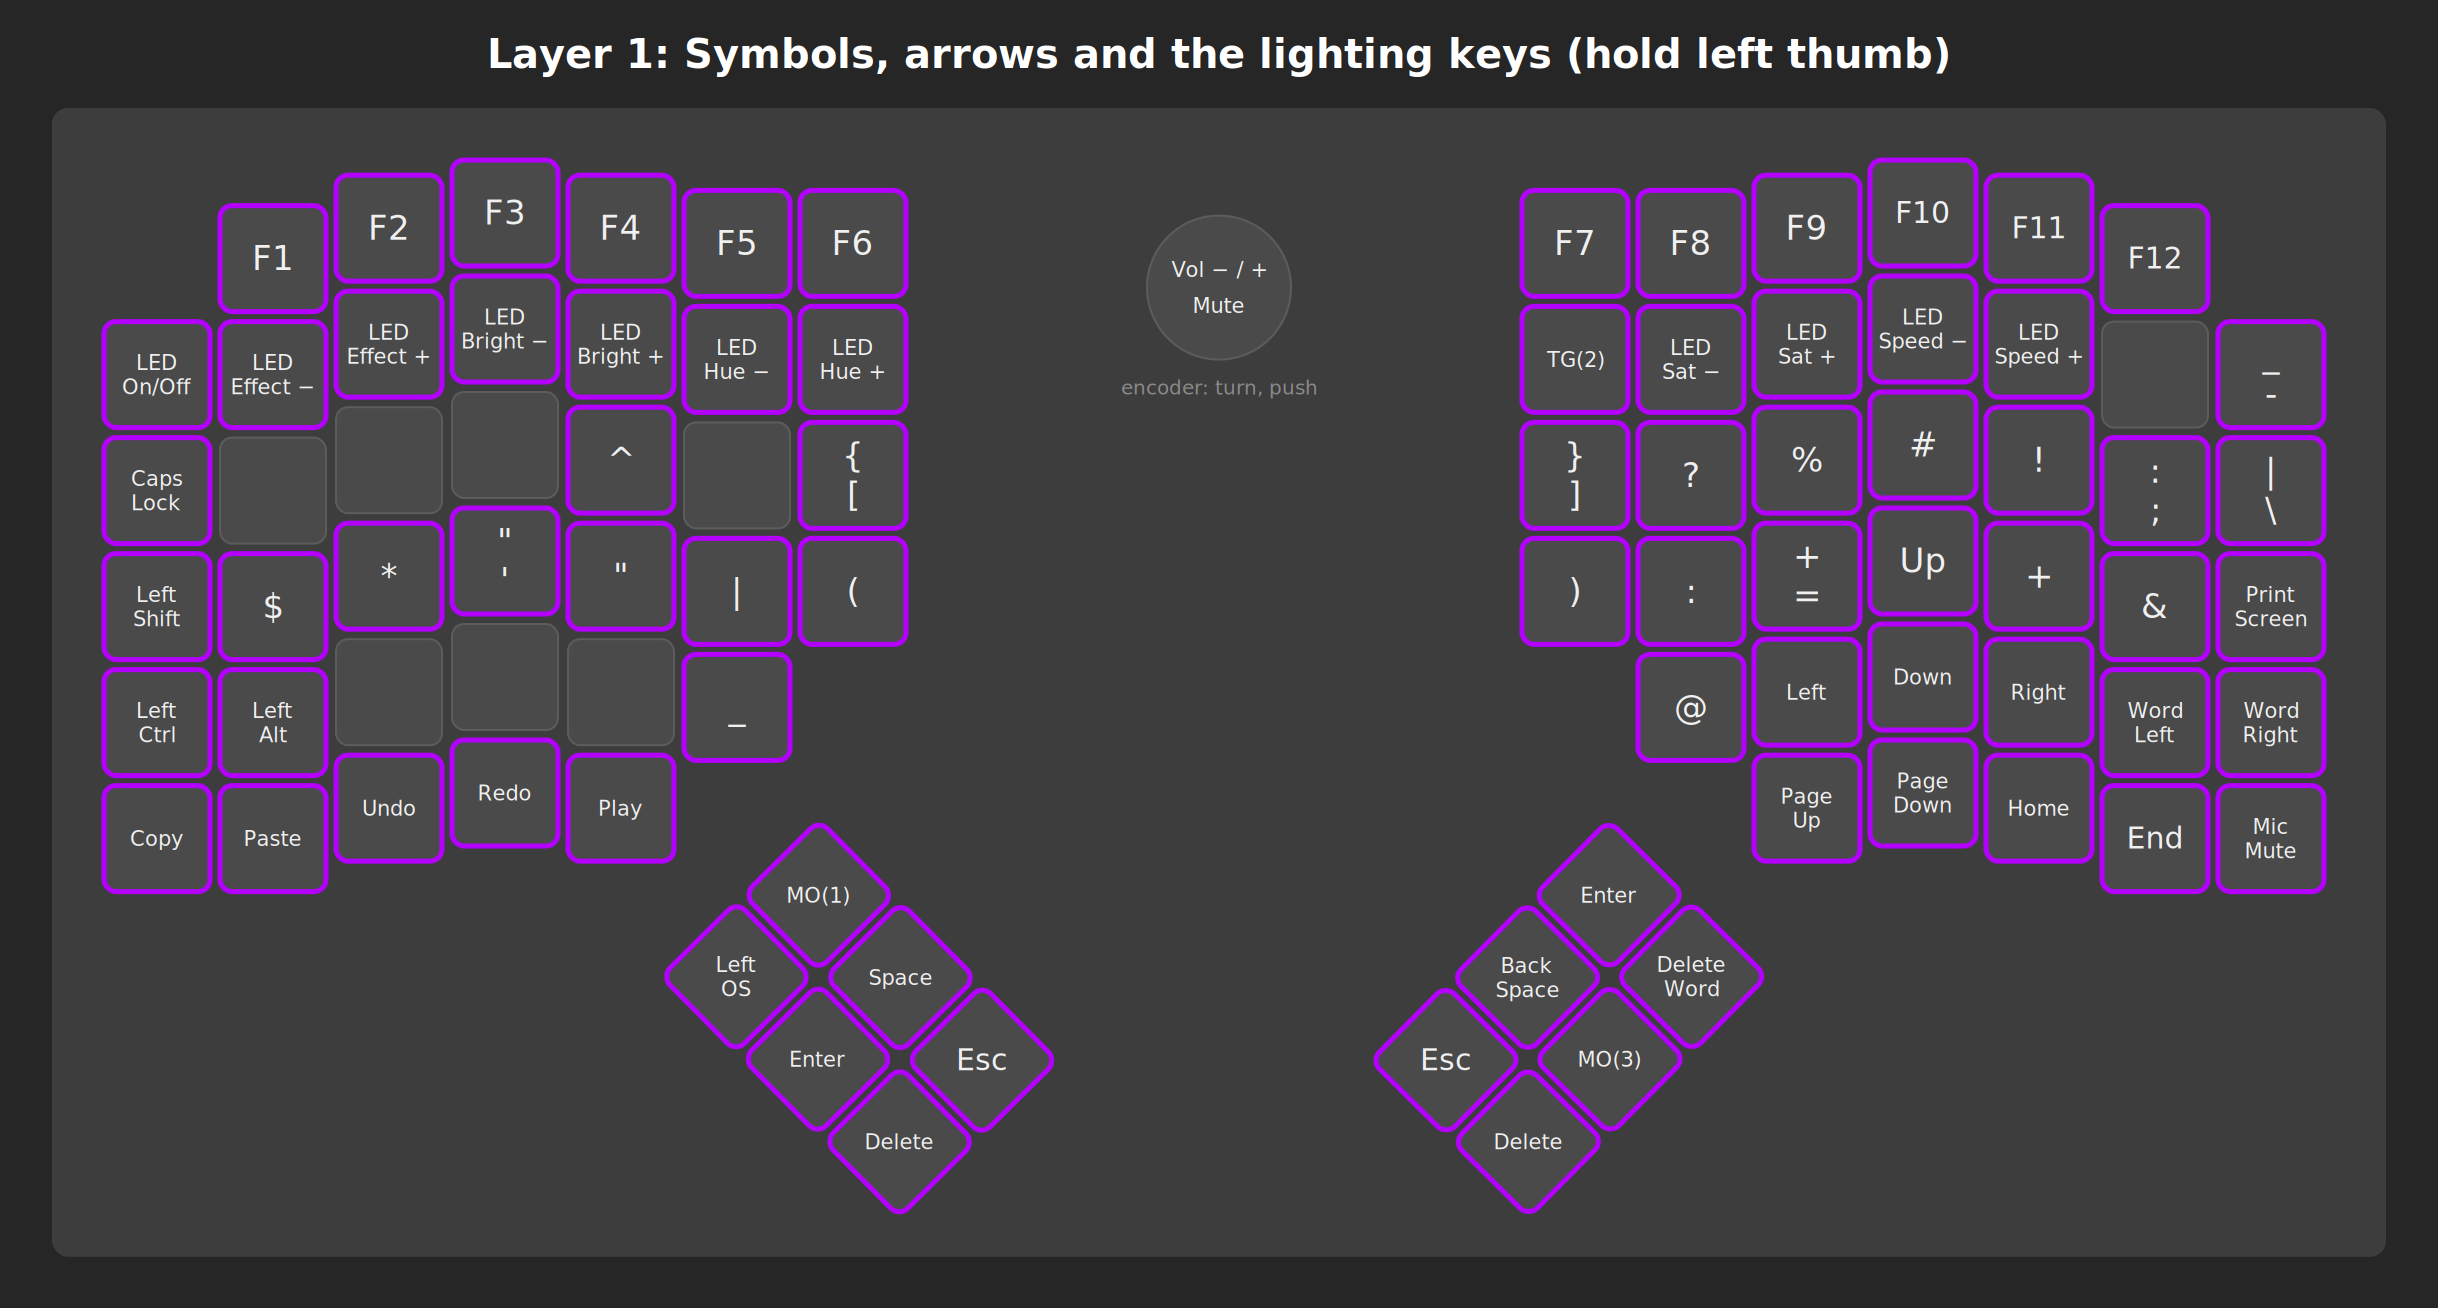 Layer 1: Symbols, arrows and the lighting keys (hold left thumb)
F1
F2
F3
F4
F5
F6
LED
On/Off
LED
Effect −
LED
Effect +
LED
Bright −
LED
Bright +
LED
Hue −
LED
Hue +
Caps
Lock
^
{
[
Left
Shift
$
*
"
'
"
|
(
Left
Ctrl
Left
Alt
_
Copy
Paste
Undo
Redo
Play
MO(1)
Left
OS
Space
Enter
Esc
Delete
Vol − / +
Mute
encoder: turn, push
F7
F8
F9
F10
F11
F12
TG(2)
LED
Sat −
LED
Sat +
LED
Speed −
LED
Speed +
_
-
}
]
?
%
#
!
:
;
|
\
)
:
+
=
Up
+
&
Print
Screen
@
Left
Down
Right
Word
Left
Word
Right
Page
Up
Page
Down
Home
End
Mic
Mute
Enter
Back
Space
Delete
Word
Esc
MO(3)
Delete